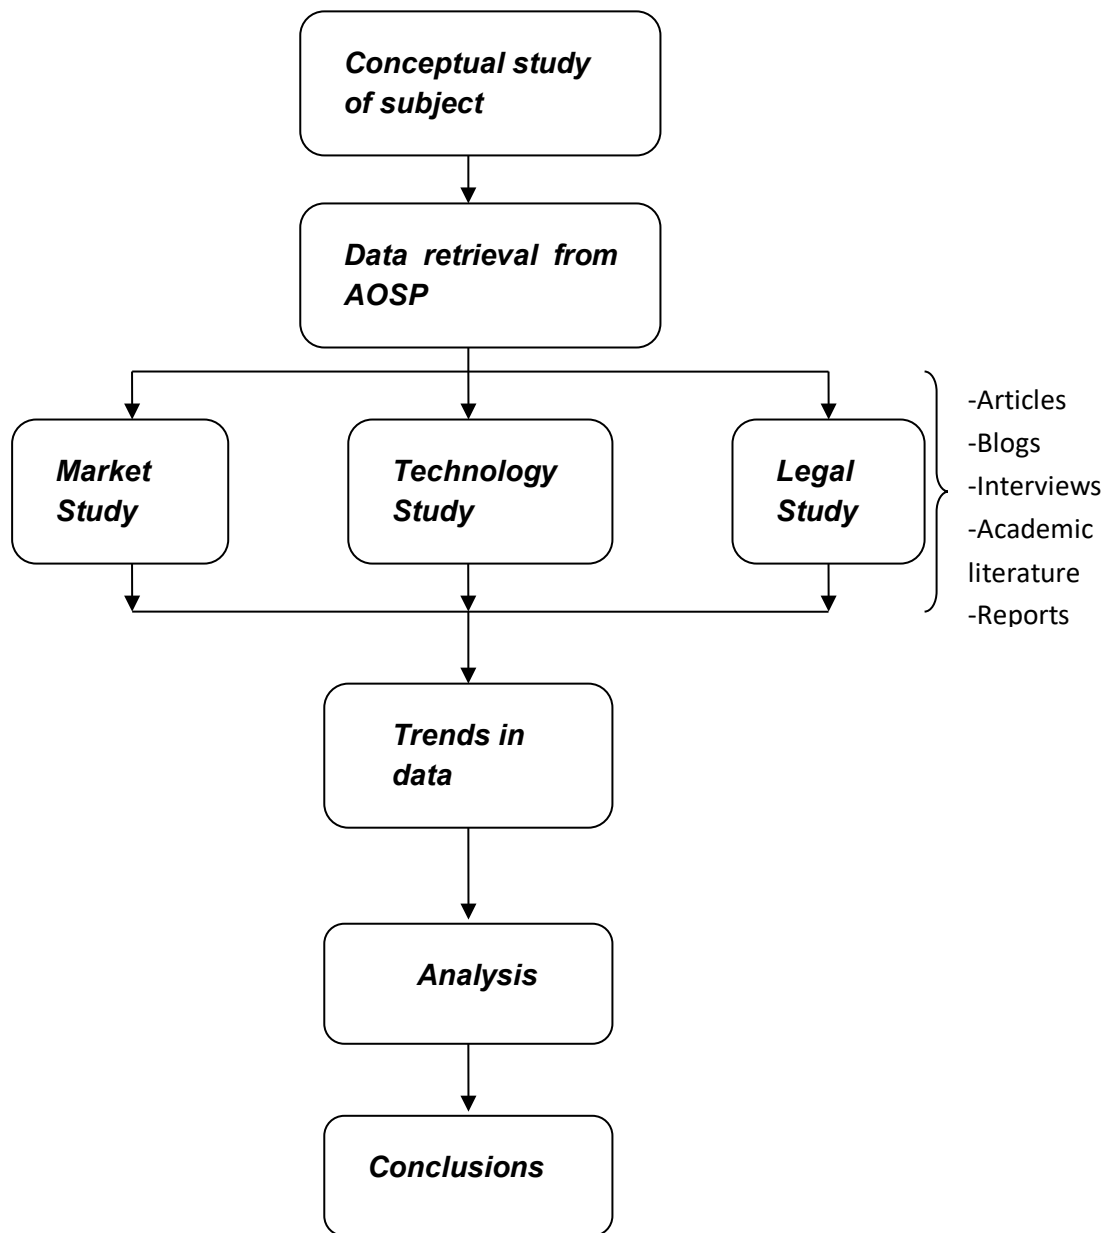 Conceptual study
of subject
Data retrieval from
AOSP
Market
Study
Technology
Study
Legal
Study
-Articles
-Blogs
-Interviews
-Academic
literature
-Reports
Trends in
data
Analysis
Conclusions